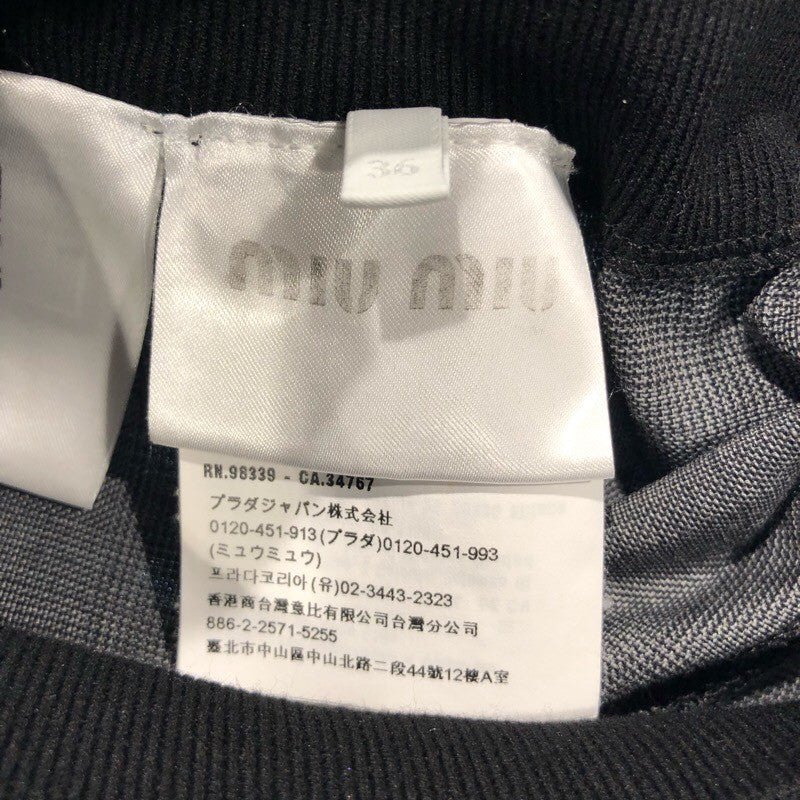 36
miu miu
RN.98339 - CA.34767
プラダジャパン株式会社
0120-451-913(プラダ)0120-451-993
(ミュウミュウ)
프라다코리아(유)02-3443-2323
香港商台灣意比有限公司台灣分公司
886-2-2571-5255
臺北市中山區中山北路二段44號12樓A室